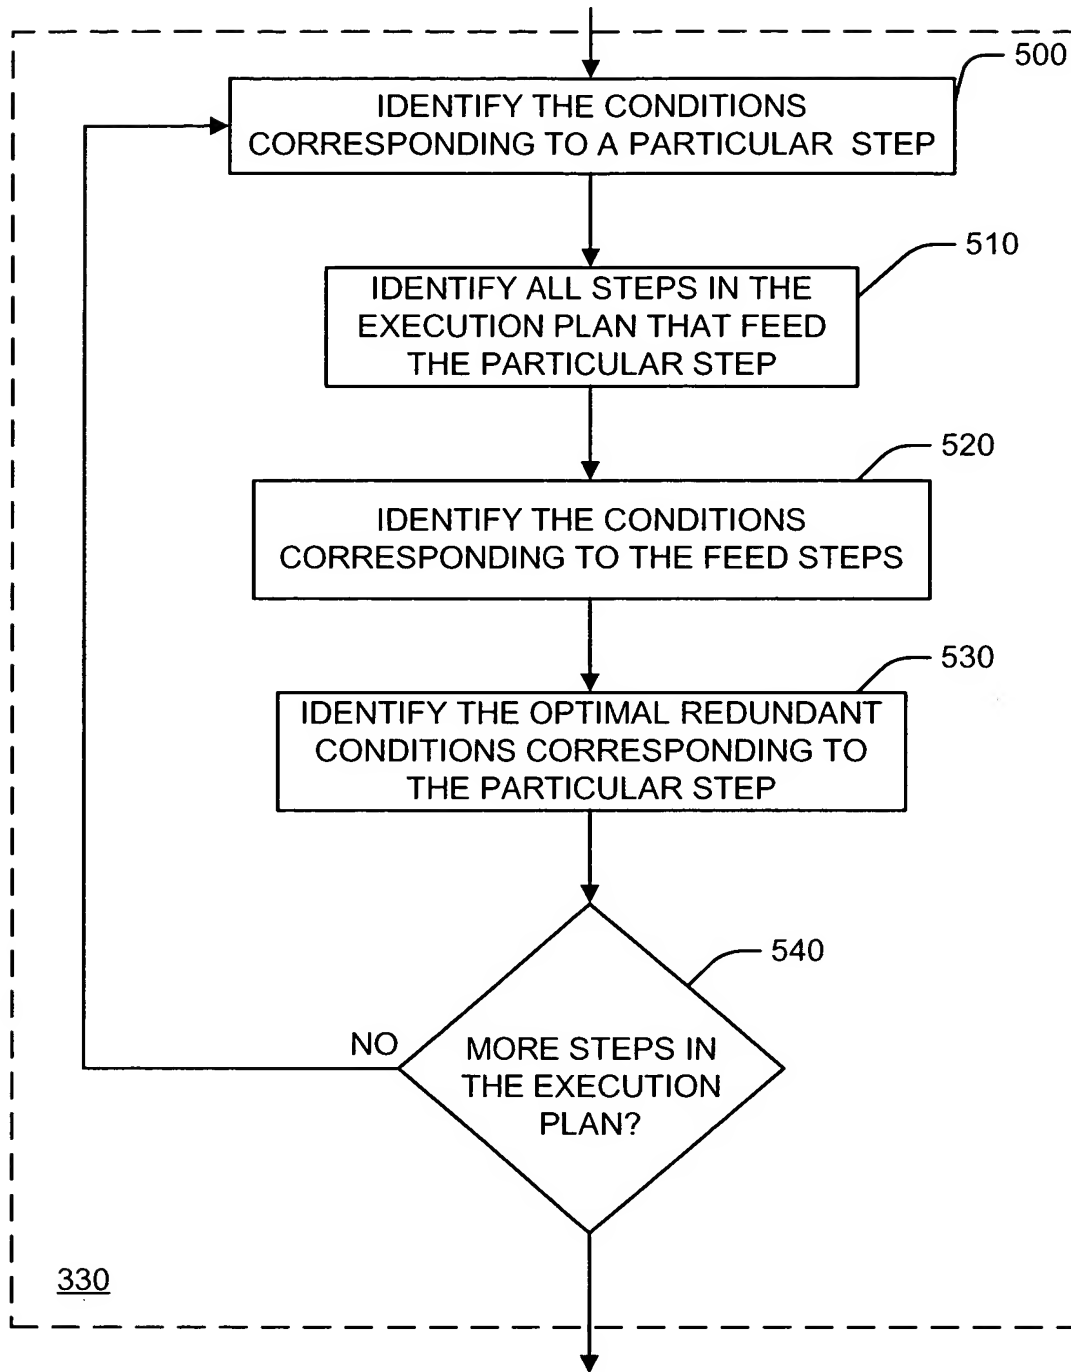 500
IDENTIFY THE CONDITIONS
CORRESPONDING TO A PARTICULAR STEP
510
IDENTIFY ALL STEPS IN THE
EXECUTION PLAN THAT FEED
THE PARTICULAR STEP
520
IDENTIFY THE CONDITIONS
CORRESPONDING TO THE FEED STEPS
530
IDENTIFY THE OPTIMAL REDUNDANT
CONDITIONS CORRESPONDING TO
THE PARTICULAR STEP
540
NO
MORE STEPS IN
THE EXECUTION
PLAN?
330